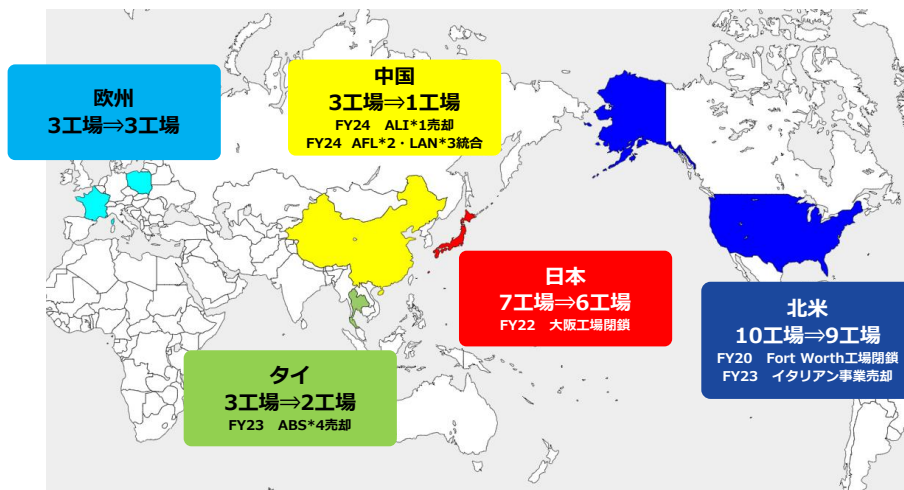 欧州
3工場⇒3工場
中国
3工場⇒1工場
FY24 ALI*1売却
FY24 AFL*2・LAN*3統合
日本
7工場⇒6工場
FY22 大阪工場閉鎖
北米
10工場⇒9工場
FY20 Fort Worth工場閉鎖
FY23 イタリアン事業売却
タイ
3工場⇒2工場
FY23 ABS*4売却